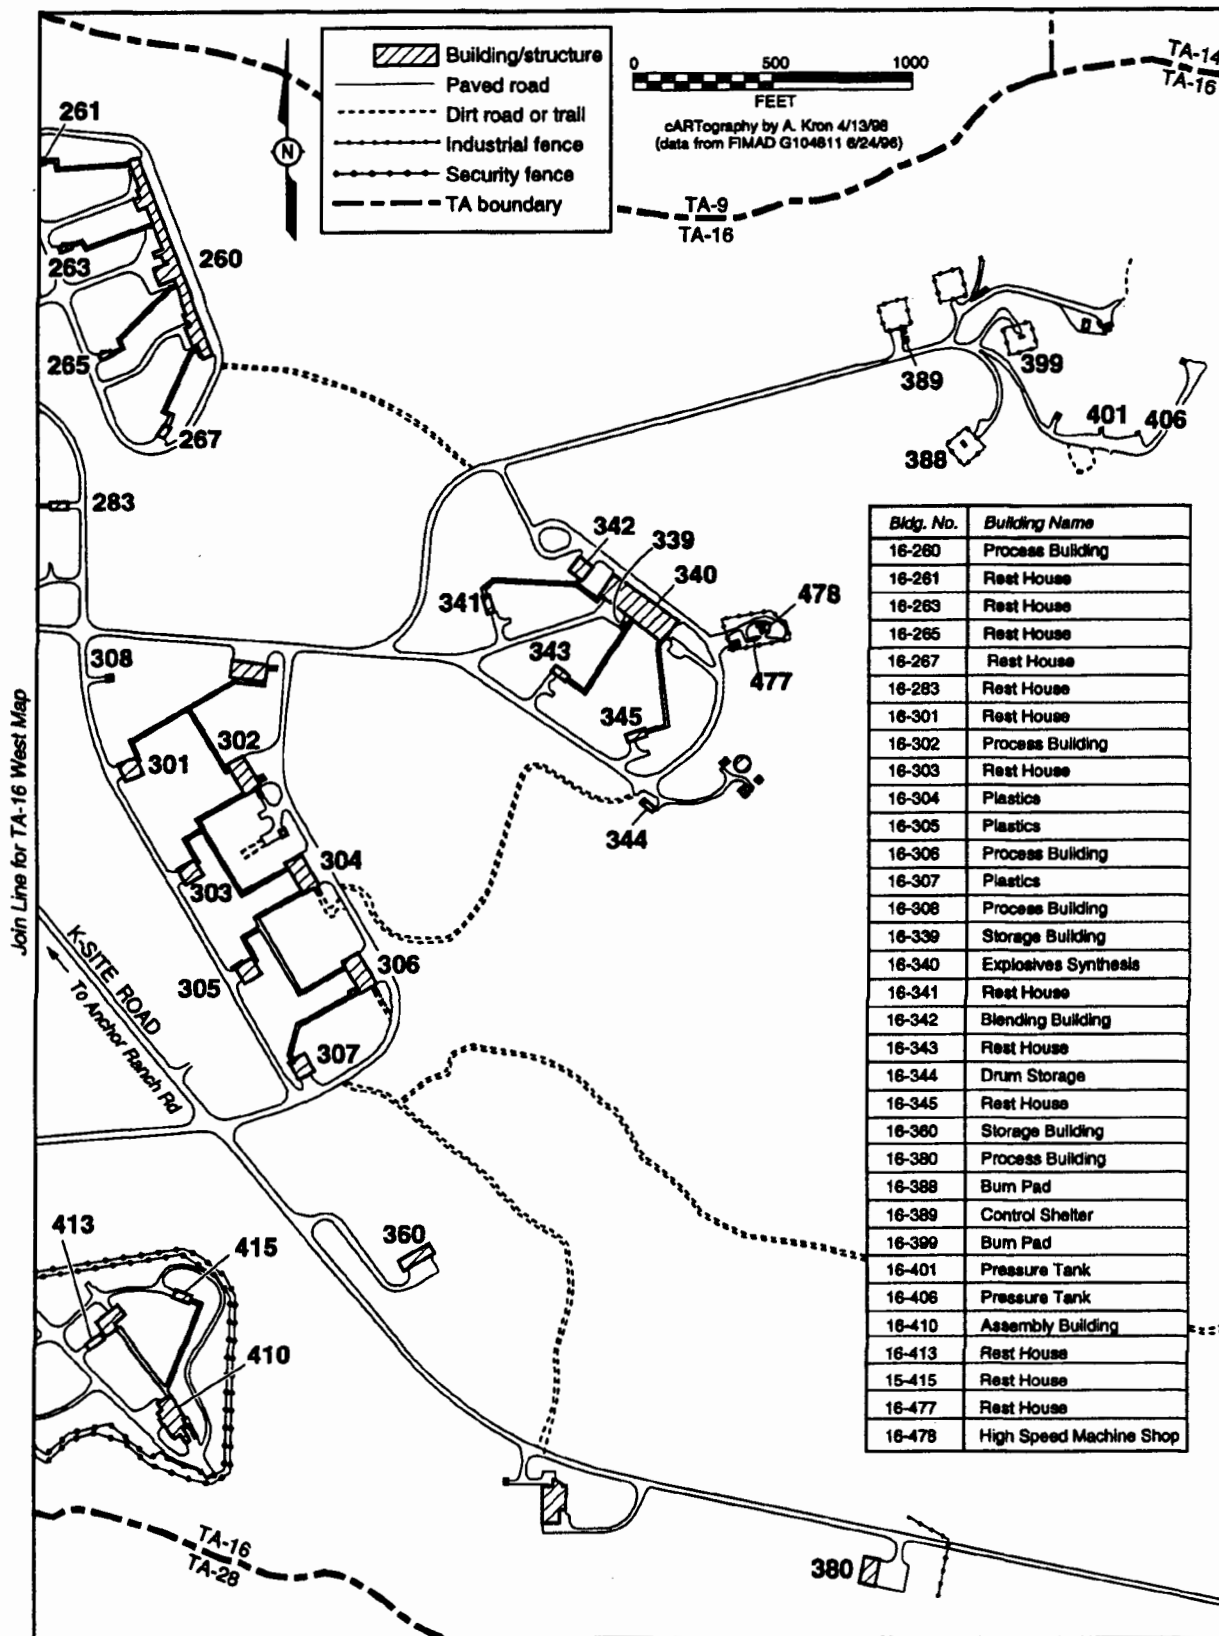 Building/structure
Paved road
Dirt road or trail
Industrial fence
Security fence
TA boundary
N
0 500 1000
FEET
cARTography by A. Kron 4/13/98
(data from FIMAD G104611 6/24/96)
TA-14
TA-16
TA-9
TA-16
261
263
260
265
267
283
389
399
401
406
388
342
339
340
341
478
343
477
345
344
308
301
302
303
304
305
306
307
Join Line for TA-16 West Map
K-SITE ROAD
To Anchor Ranch Rd
413
415
410
360
380
TA-16
TA-28
Bldg. No. Building Name
16-260 Process Building
16-261 Rest House
16-263 Rest House
16-265 Rest House
16-267 Rest House
16-283 Rest House
16-301 Rest House
16-302 Process Building
16-303 Rest House
16-304 Plastics
16-305 Plastics
16-306 Process Building
16-307 Plastics
16-308 Process Building
16-339 Storage Building
16-340 Explosives Synthesis
16-341 Rest House
16-342 Blending Building
16-343 Rest House
16-344 Drum Storage
16-345 Rest House
16-360 Storage Building
16-380 Process Building
16-388 Burn Pad
16-389 Control Shelter
16-399 Burn Pad
16-401 Pressure Tank
16-406 Pressure Tank
16-410 Assembly Building
16-413 Rest House
15-415 Rest House
16-477 Rest House
16-478 High Speed Machine Shop